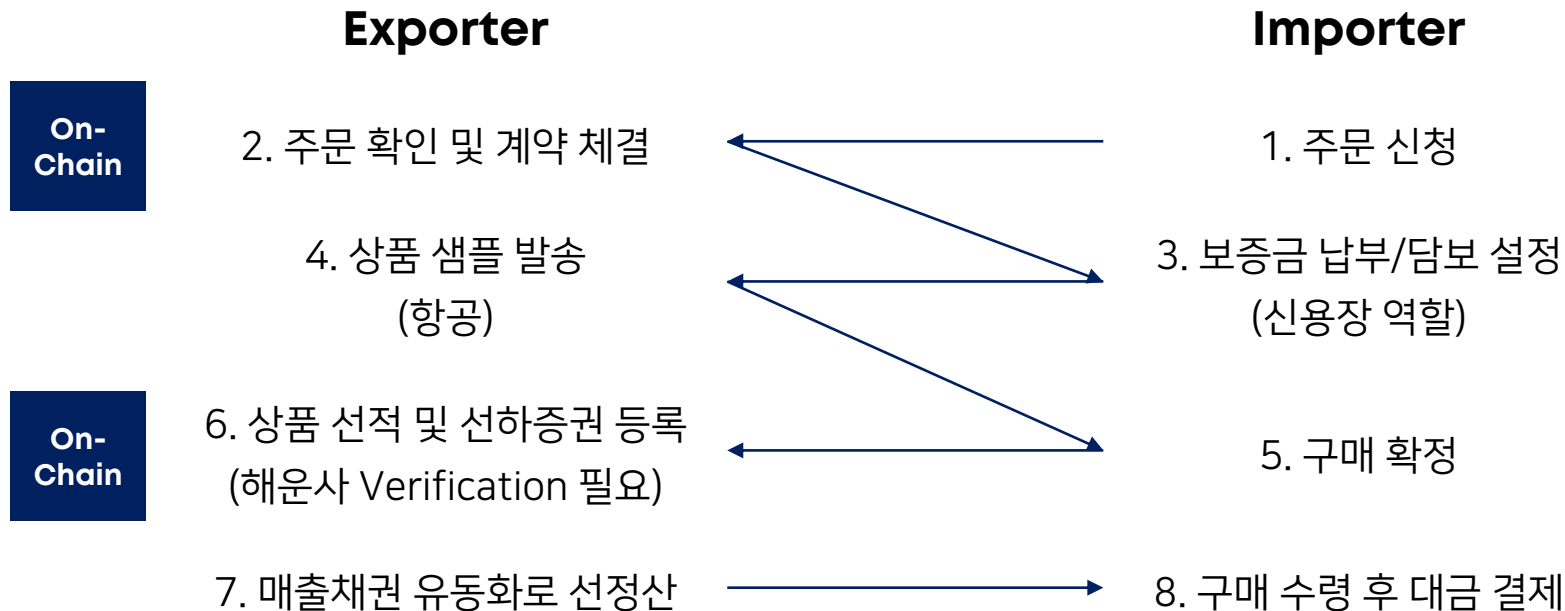 Exporter
Importer
On-
Chain
2. 주문 확인 및 계약 체결
1. 주문 신청
4. 상품 샘플 발송
(항공)
3. 보증금 납부/담보 설정
(신용장 역할)
On-
Chain
6. 상품 선적 및 선하증권 등록
(해운사 Verification 필요)
5. 구매 확정
7. 매출채권 유동화로 선정산
8. 구매 수령 후 대금 결제